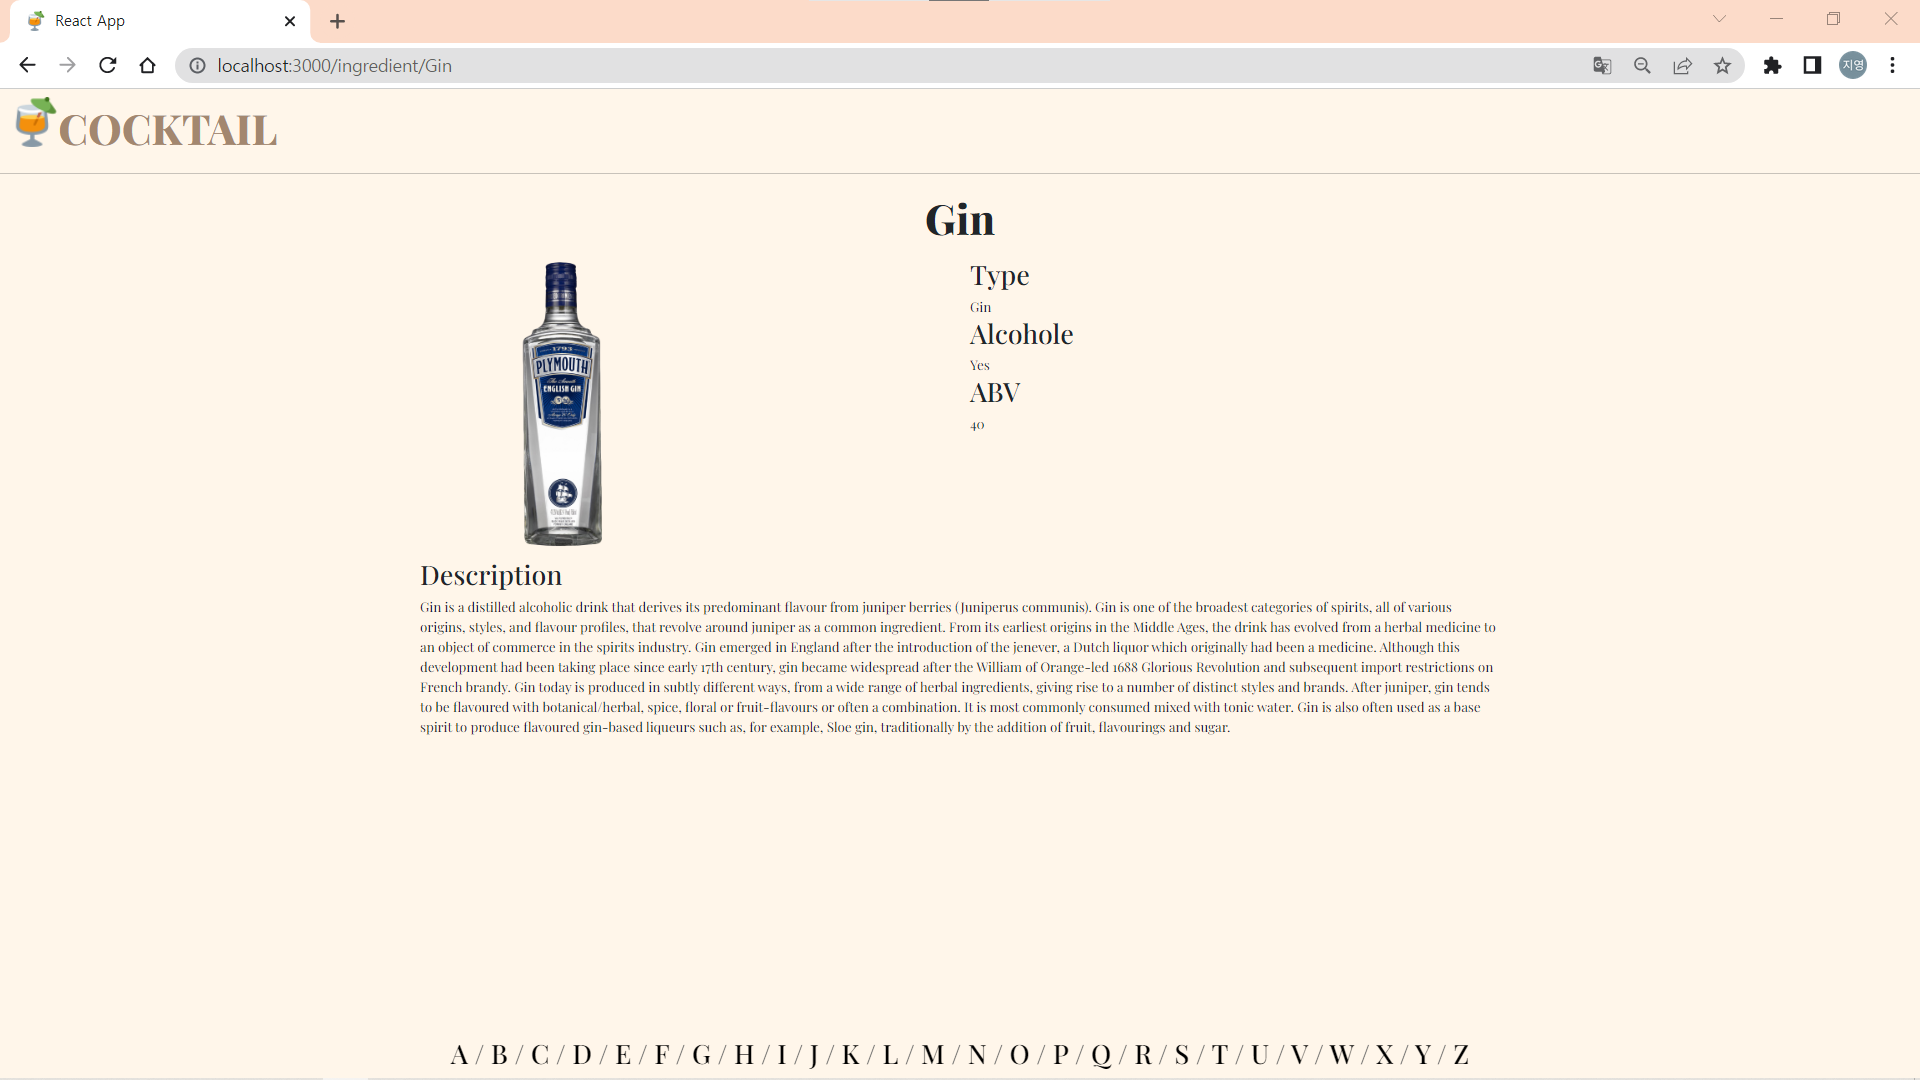 React App
localhost:3000/ingredient/Gin
지영
COCKTAIL
Gin
Type
Gin
Alcohole
Yes
ABV
40
1793
PLYMOUTH
ENGLISH GIN
Description
Gin is a distilled alcoholic drink that derives its predominant flavour from juniper berries (Juniperus communis). Gin is one of the broadest categories of spirits, all of various
origins, styles, and flavour profiles, that revolve around juniper as a common ingredient. From its earliest origins in the Middle Ages, the drink has evolved from a herbal medicine to
an object of commerce in the spirits industry. Gin emerged in England after the introduction of the jenever, a Dutch liquor which originally had been a medicine. Although this
development had been taking place since early 17th century, gin became widespread after the William of Orange-led 1688 Glorious Revolution and subsequent import restrictions on
French brandy. Gin today is produced in subtly different ways, from a wide range of herbal ingredients, giving rise to a number of distinct styles and brands. After juniper, gin tends
to be flavoured with botanical/herbal, spice, floral or fruit-flavours or often a combination. It is most commonly consumed mixed with tonic water. Gin is also often used as a base
spirit to produce flavoured gin-based liqueurs such as, for example, Sloe gin, traditionally by the addition of fruit, flavourings and sugar.
A / B / C / D / E / F / G / H / I / J / K / L / M / N / O / P / Q / R / S / T / U / V / W / X / Y / Z